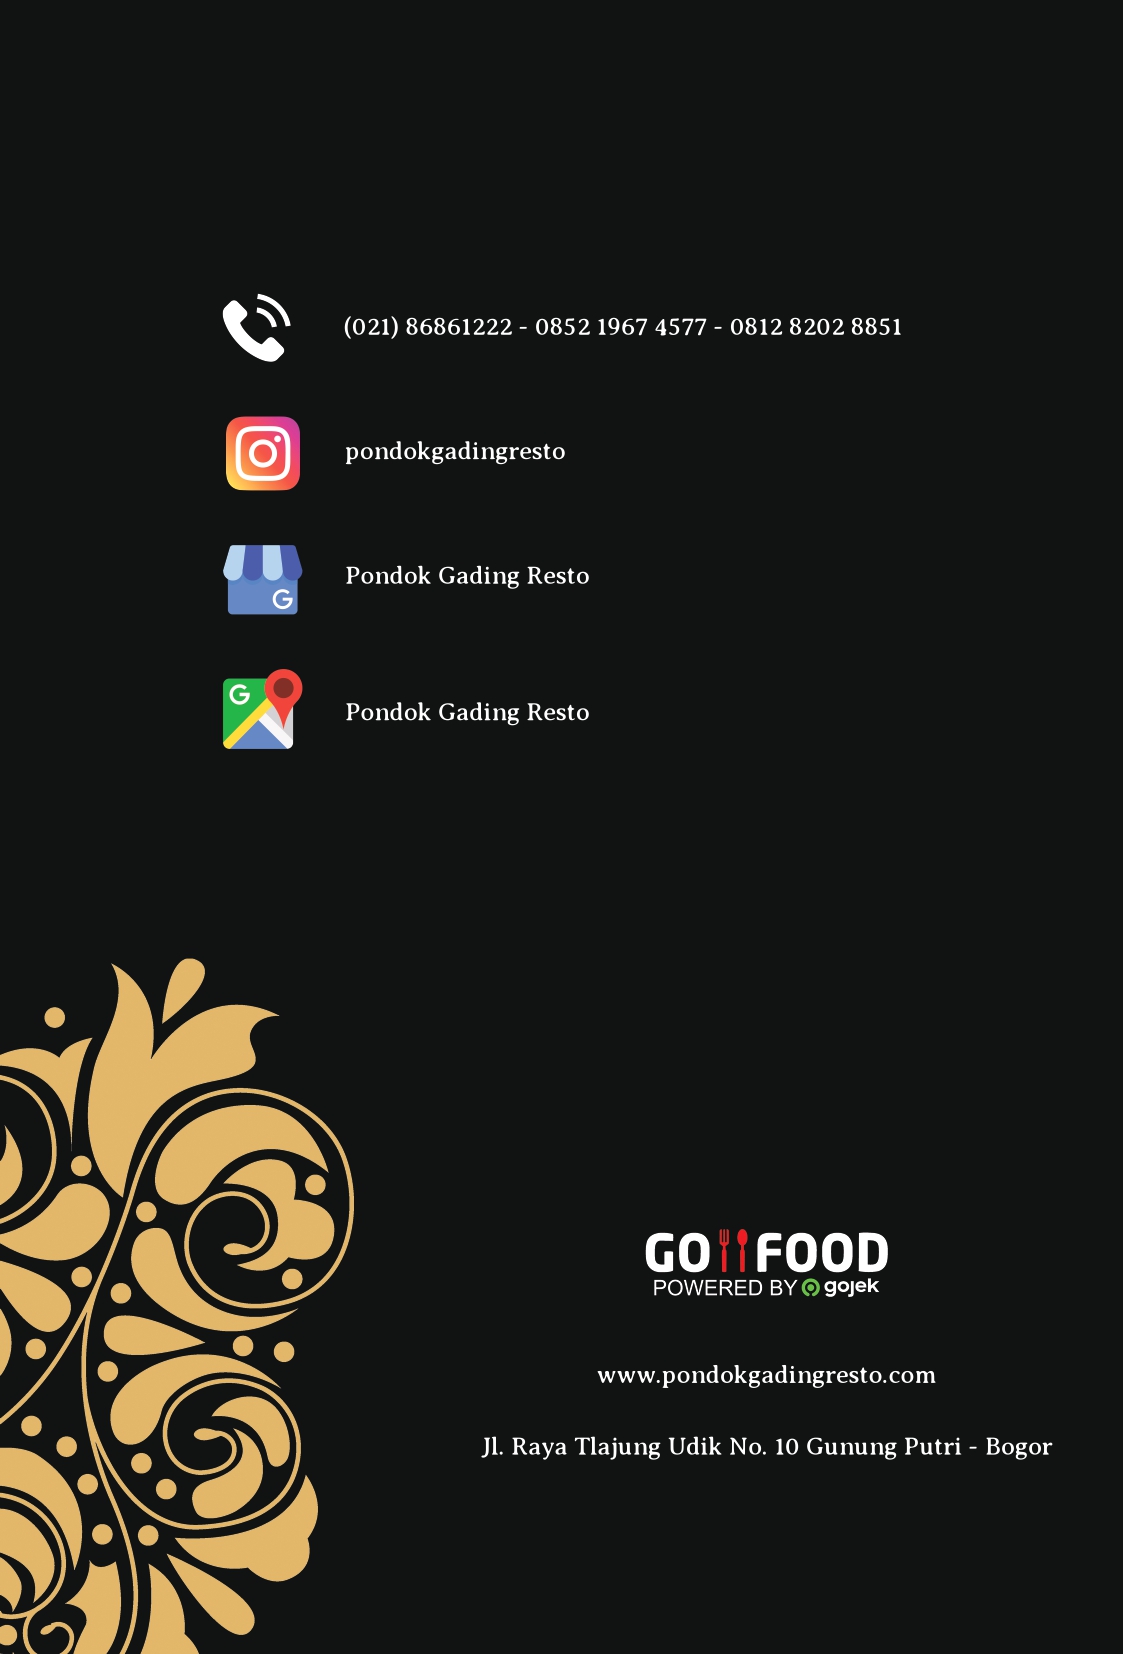 (021) 86861222 - 0852 1967 4577 - 0812 8202 8851
pondokgadingresto
G
Pondok Gading Resto
G
Pondok Gading Resto
GO FOOD
POWERED BY gojek
www.pondokgadingresto.com
Jl. Raya Tlajung Udik No. 10 Gunung Putri - Bogor